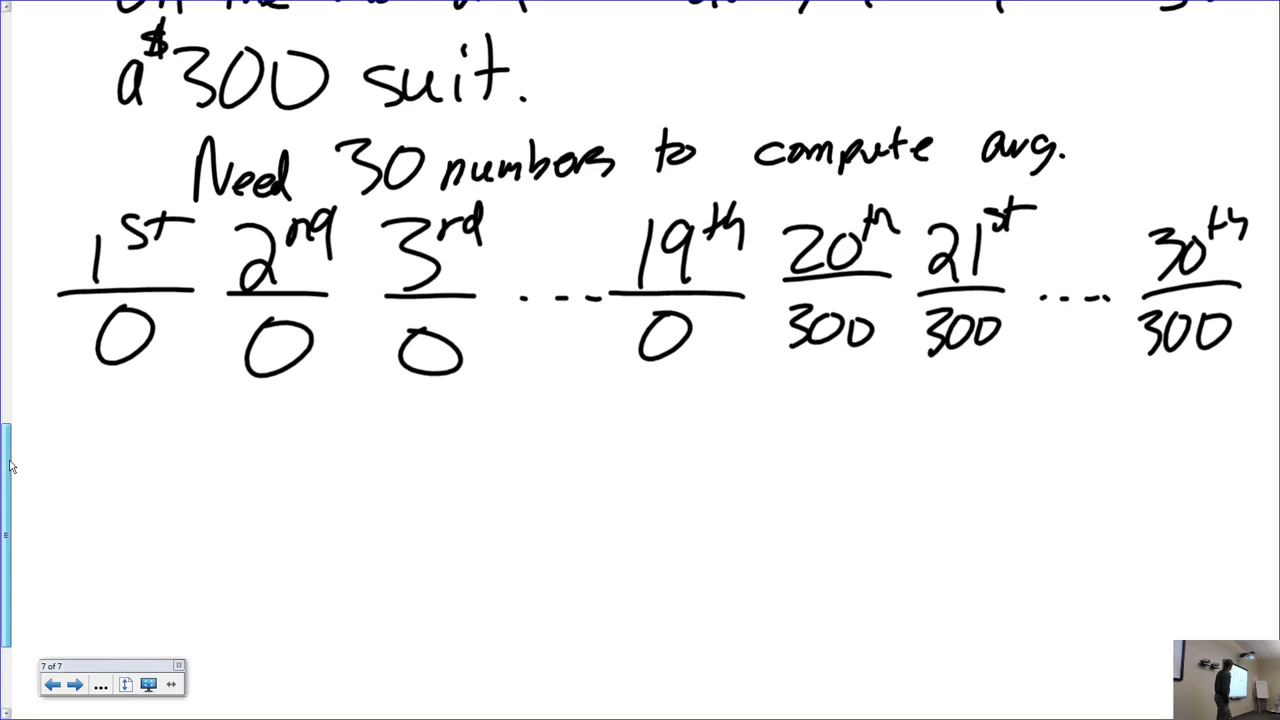 a $300 suit.
Need 30 numbers to compute avg.
1st 2nd 3rd .... 19th 20th 21st .... 30th
0 0 0 0 300 300 300
7 of 7
...